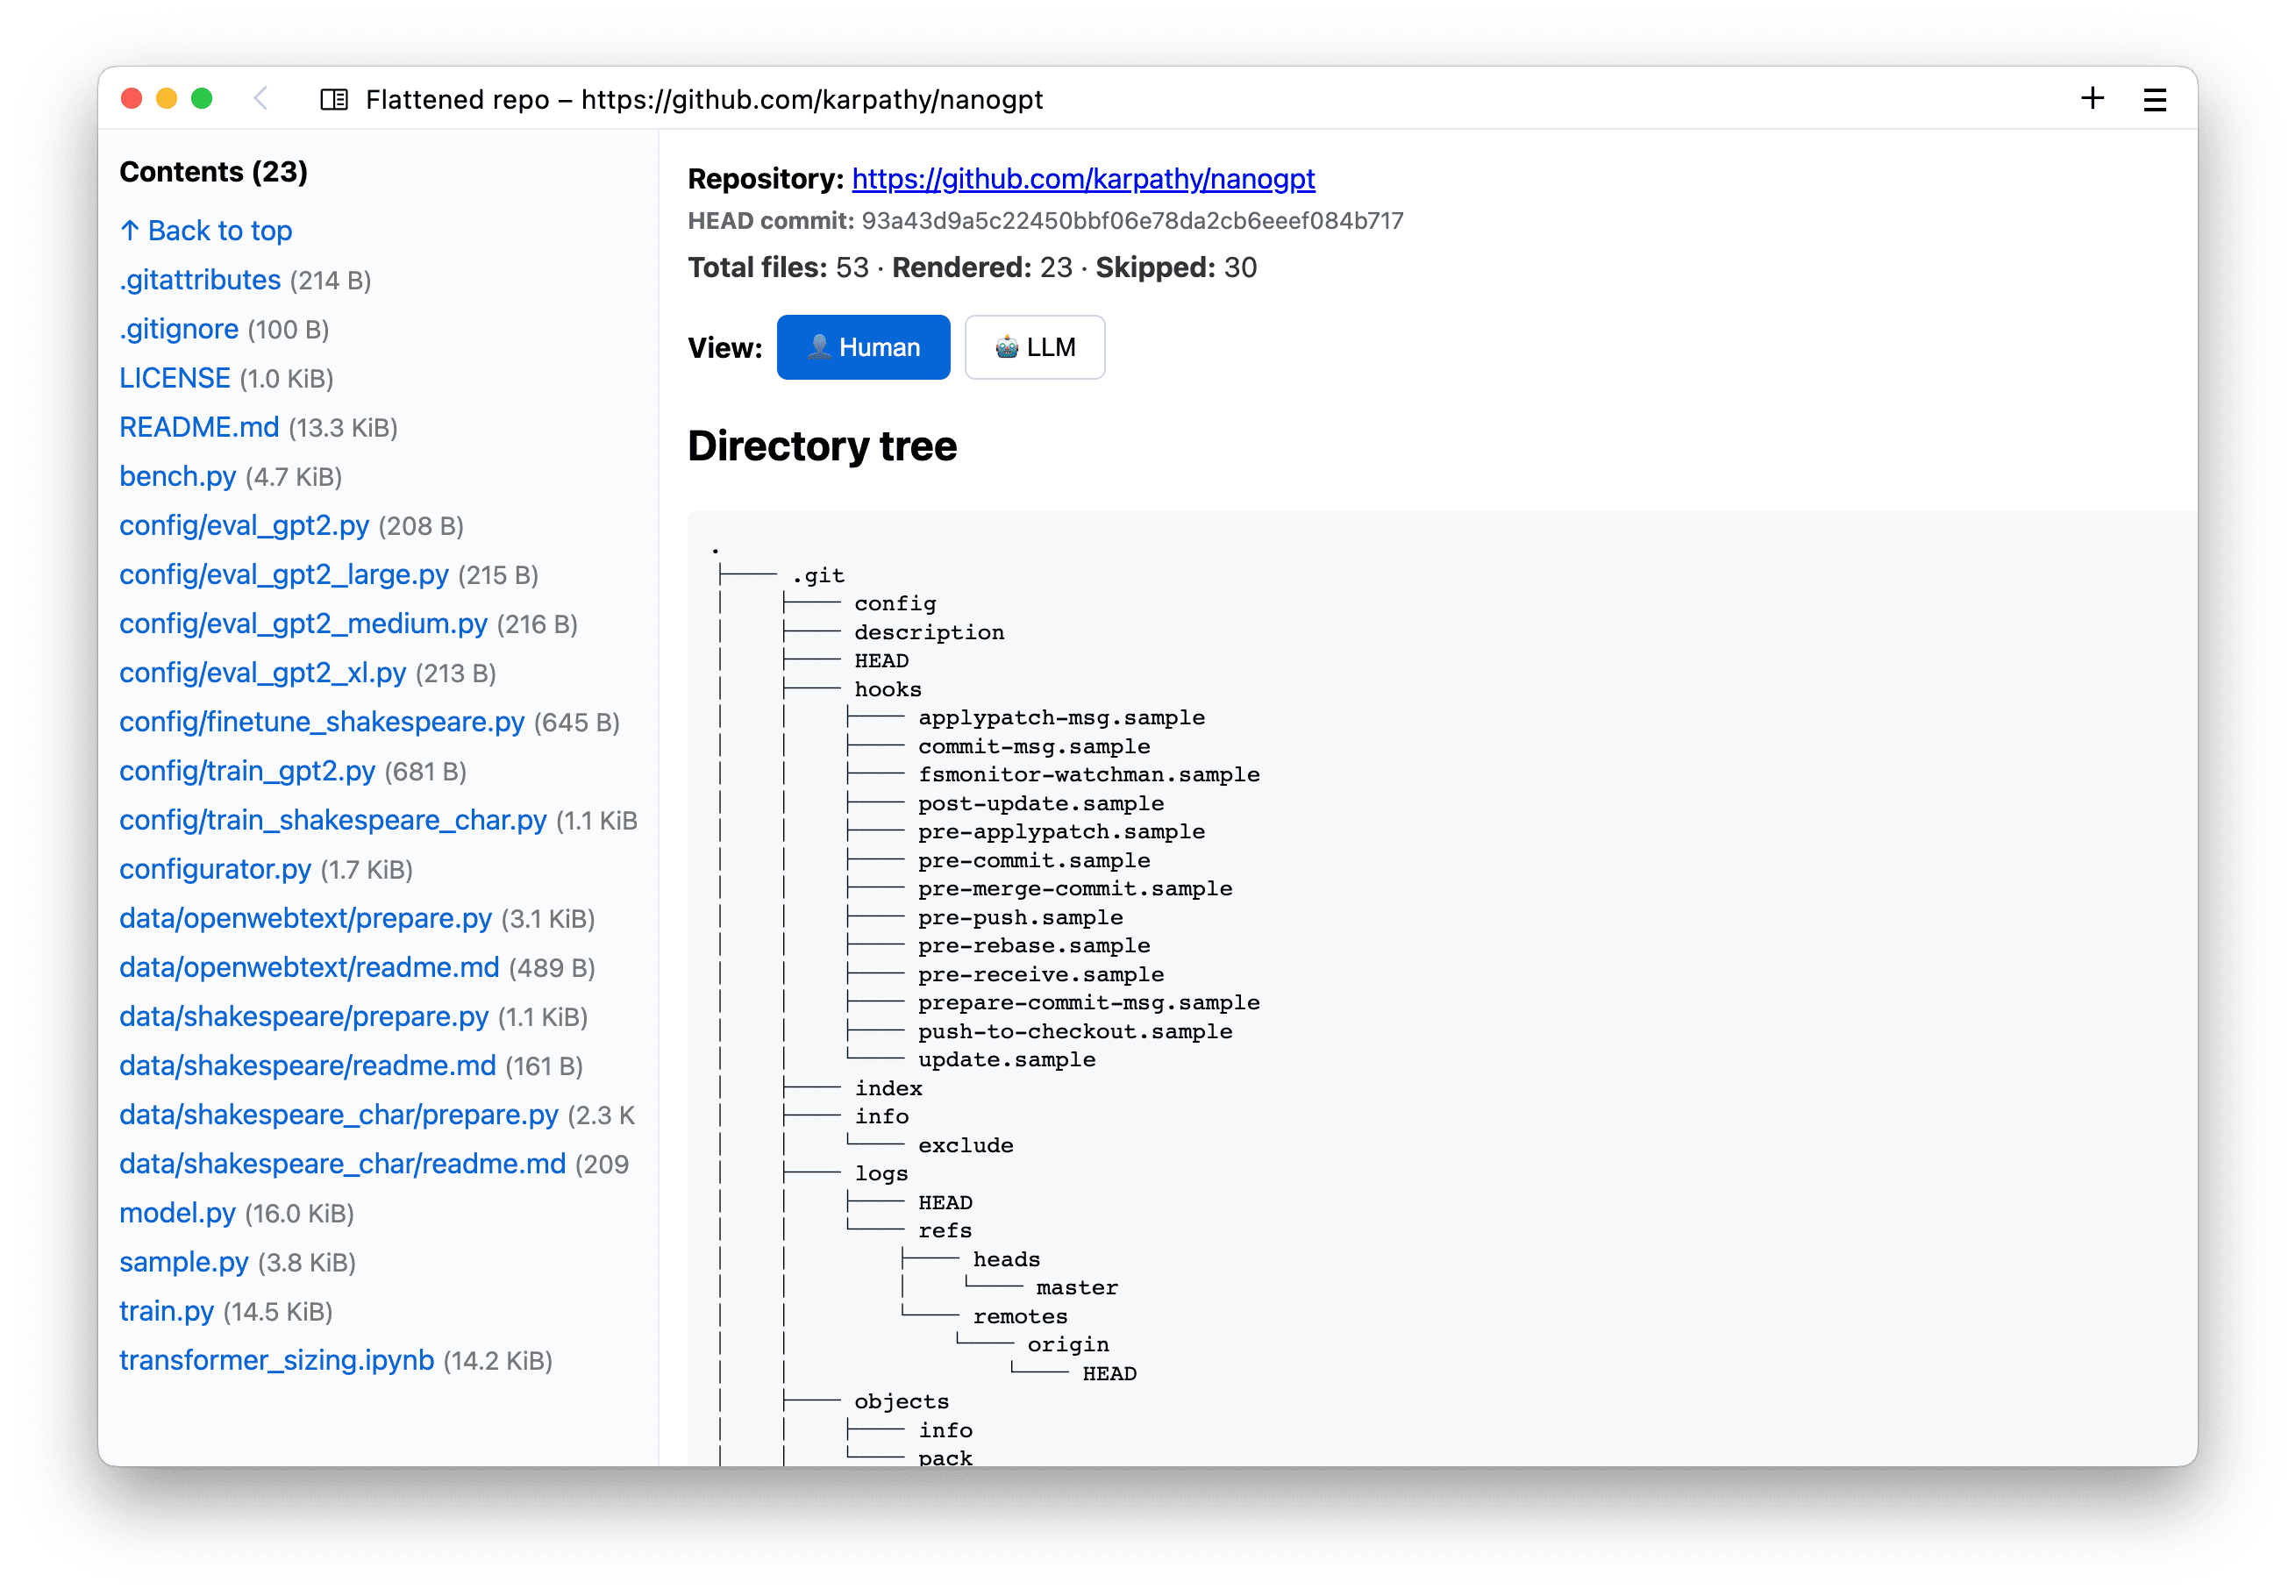 Flattened repo – https://github.com/karpathy/nanogpt
Contents (23)
↑ Back to top
.gitattributes (214 B)
.gitignore (100 B)
LICENSE (1.0 KiB)
README.md (13.3 KiB)
bench.py (4.7 KiB)
config/eval_gpt2.py (208 B)
config/eval_gpt2_large.py (215 B)
config/eval_gpt2_medium.py (216 B)
config/eval_gpt2_xl.py (213 B)
config/finetune_shakespeare.py (645 B)
config/train_gpt2.py (681 B)
config/train_shakespeare_char.py (1.1 KiB
configurator.py (1.7 KiB)
data/openwebtext/prepare.py (3.1 KiB)
data/openwebtext/readme.md (489 B)
data/shakespeare/prepare.py (1.1 KiB)
data/shakespeare/readme.md (161 B)
data/shakespeare_char/prepare.py (2.3 K
data/shakespeare_char/readme.md (209
model.py (16.0 KiB)
sample.py (3.8 KiB)
train.py (14.5 KiB)
transformer_sizing.ipynb (14.2 KiB)
Repository: https://github.com/karpathy/nanogpt
HEAD commit: 93a43d9a5c22450bbf06e78da2cb6eeef084b717
Total files: 53 · Rendered: 23 · Skipped: 30
View: 👤 Human 🤖 LLM
Directory tree
.
├── .git
│   ├── config
│   ├── description
│   ├── HEAD
│   ├── hooks
│   │   ├── applypatch-msg.sample
│   │   ├── commit-msg.sample
│   │   ├── fsmonitor-watchman.sample
│   │   ├── post-update.sample
│   │   ├── pre-applypatch.sample
│   │   ├── pre-commit.sample
│   │   ├── pre-merge-commit.sample
│   │   ├── pre-push.sample
│   │   ├── pre-rebase.sample
│   │   ├── pre-receive.sample
│   │   ├── prepare-commit-msg.sample
│   │   ├── push-to-checkout.sample
│   │   └── update.sample
│   ├── index
│   ├── info
│   │   └── exclude
│   ├── logs
│   │   ├── HEAD
│   │   └── refs
│   │       ├── heads
│   │       │   └── master
│   │       └── remotes
│   │           └── origin
│   │               └── HEAD
│   ├── objects
│   │   ├── info
│   │   └── pack